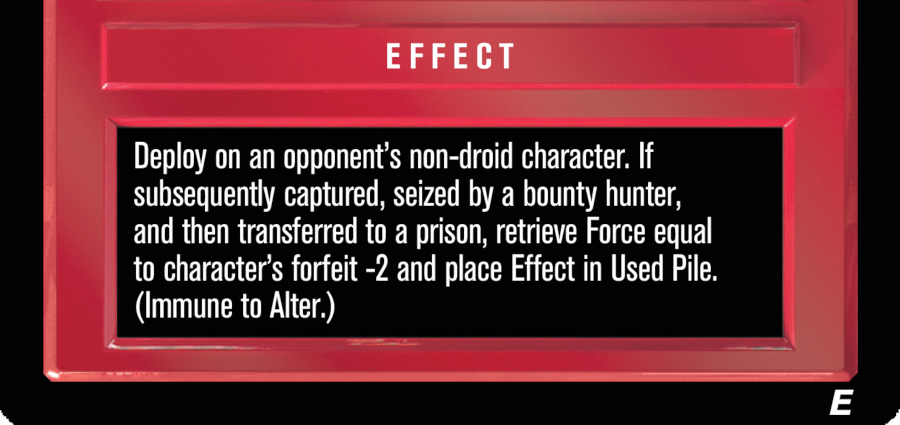 EFFECT
Deploy on an opponent’s non-droid character. If
subsequently captured, seized by a bounty hunter,
and then transferred to a prison, retrieve Force equal
to character’s forfeit -2 and place Effect in Used Pile.
(Immune to Alter.)
E